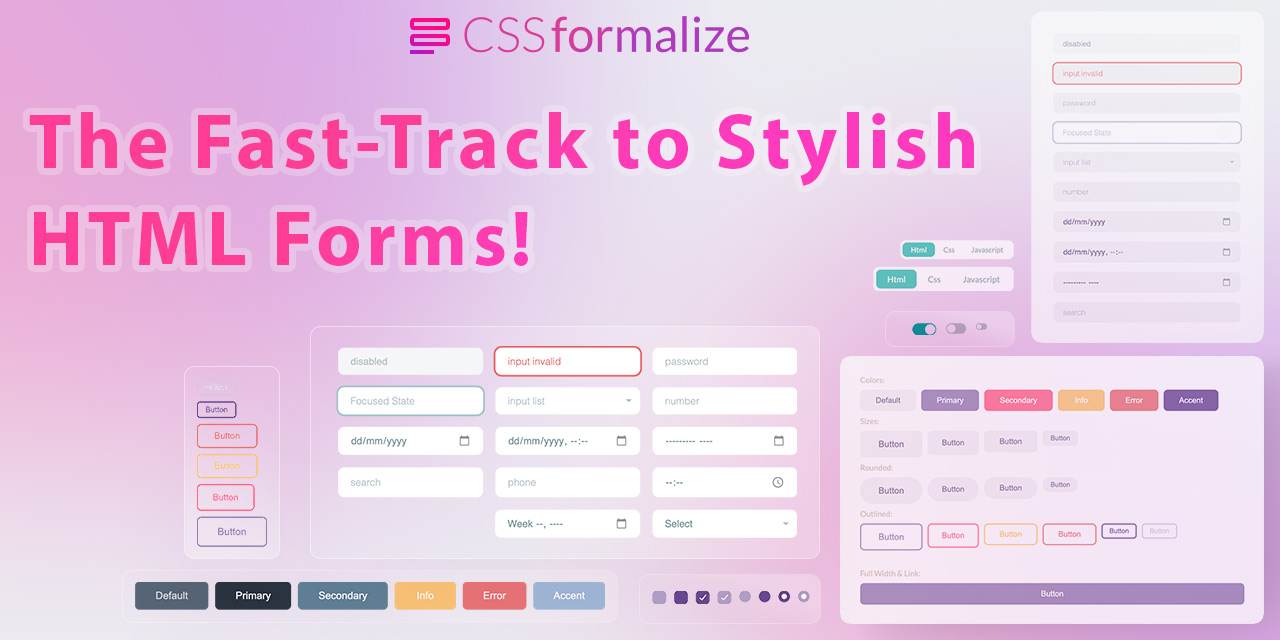 CSSformalize
The Fast-Track to Stylish
HTML Forms!
disabled
input invalid
password
Focused State
input list
number
dd/mm/yyyy
dd/mm/yyyy, --:--
--------- ----
search
Html Css Javascript
Html Css Javascript
Button
Button
Button
Button
Button
disabled input invalid password
Focused State input list number
dd/mm/yyyy dd/mm/yyyy, --:-- --------- ----
search phone --:--
Week --, ---- Select
Default Primary Secondary Info Error Accent
Colors:
Default Primary Secondary Info Error Accent
Sizes:
Button Button Button Button
Rounded:
Button Button Button Button
Outlined:
Button Button Button Button Button Button
Full Width & Link:
Button